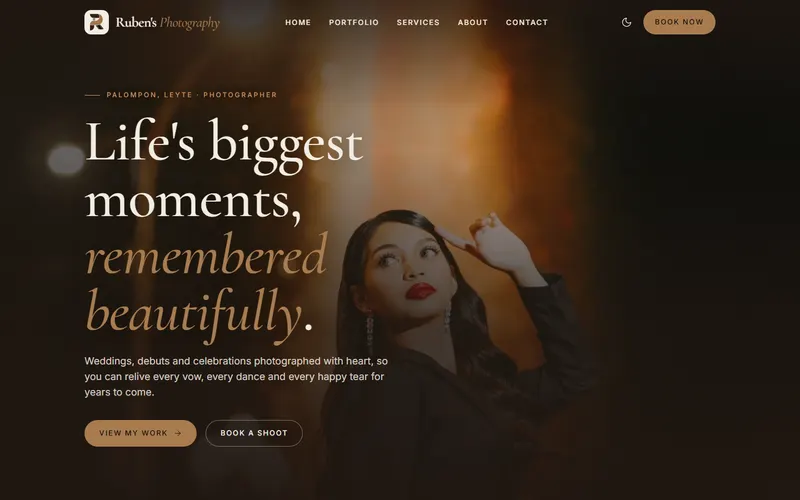 Ruben's Photography
HOME PORTFOLIO SERVICES ABOUT CONTACT
BOOK NOW
PALOMPON, LEYTE · PHOTOGRAPHER
Life's biggest
moments,
remembered
beautifully.
Weddings, debuts and celebrations photographed with heart, so
you can relive every vow, every dance and every happy tear for
years to come.
VIEW MY WORK →
BOOK A SHOOT